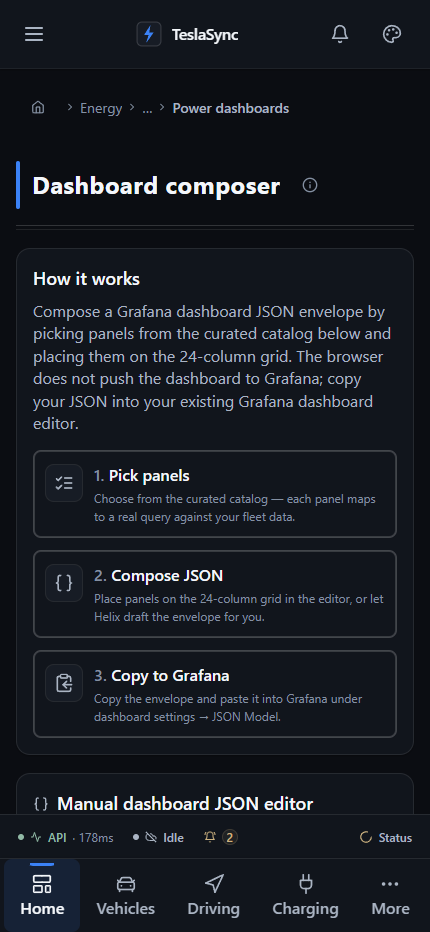 TeslaSync
Energy
...
Power dashboards
Dashboard composer
How it works
Compose a Grafana dashboard JSON envelope by
picking panels from the curated catalog below and
placing them on the 24-column grid. The browser
does not push the dashboard to Grafana; copy
your JSON into your existing Grafana dashboard
editor.
1. Pick panels
Choose from the curated catalog — each panel maps
to a real query against your fleet data.
2. Compose JSON
Place panels on the 24-column grid in the editor, or let
Helix draft the envelope for you.
3. Copy to Grafana
Copy the envelope and paste it into Grafana under
dashboard settings → JSON Model.
Manual dashboard JSON editor
API · 178ms
Idle
2
Status
Home
Vehicles
Driving
Charging
More